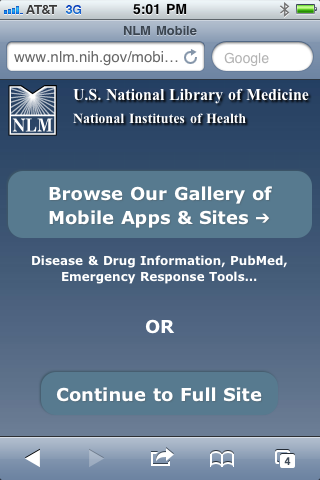 AT&T 3G 5:01 PM
NLM Mobile
www.nlm.nih.gov/mobi... Google
U.S. National Library of Medicine
NLM National Institutes of Health
Browse Our Gallery of
Mobile Apps & Sites →
Disease & Drug Information, PubMed,
Emergency Response Tools...
OR
Continue to Full Site
4